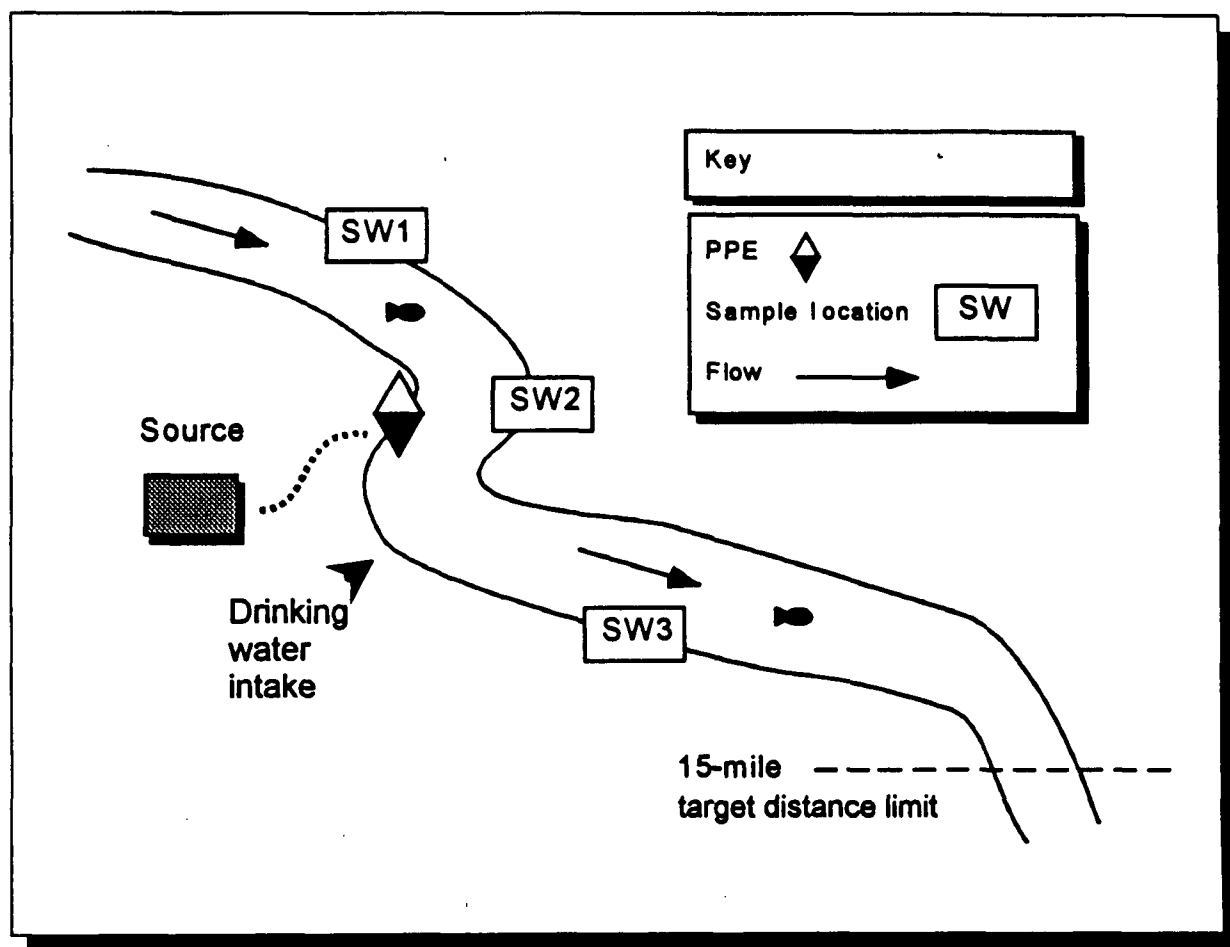 Key
SW1
PPE
Sample location SW
Flow
SW2
Source
Drinking
water
intake
SW3
15-mile
target distance limit